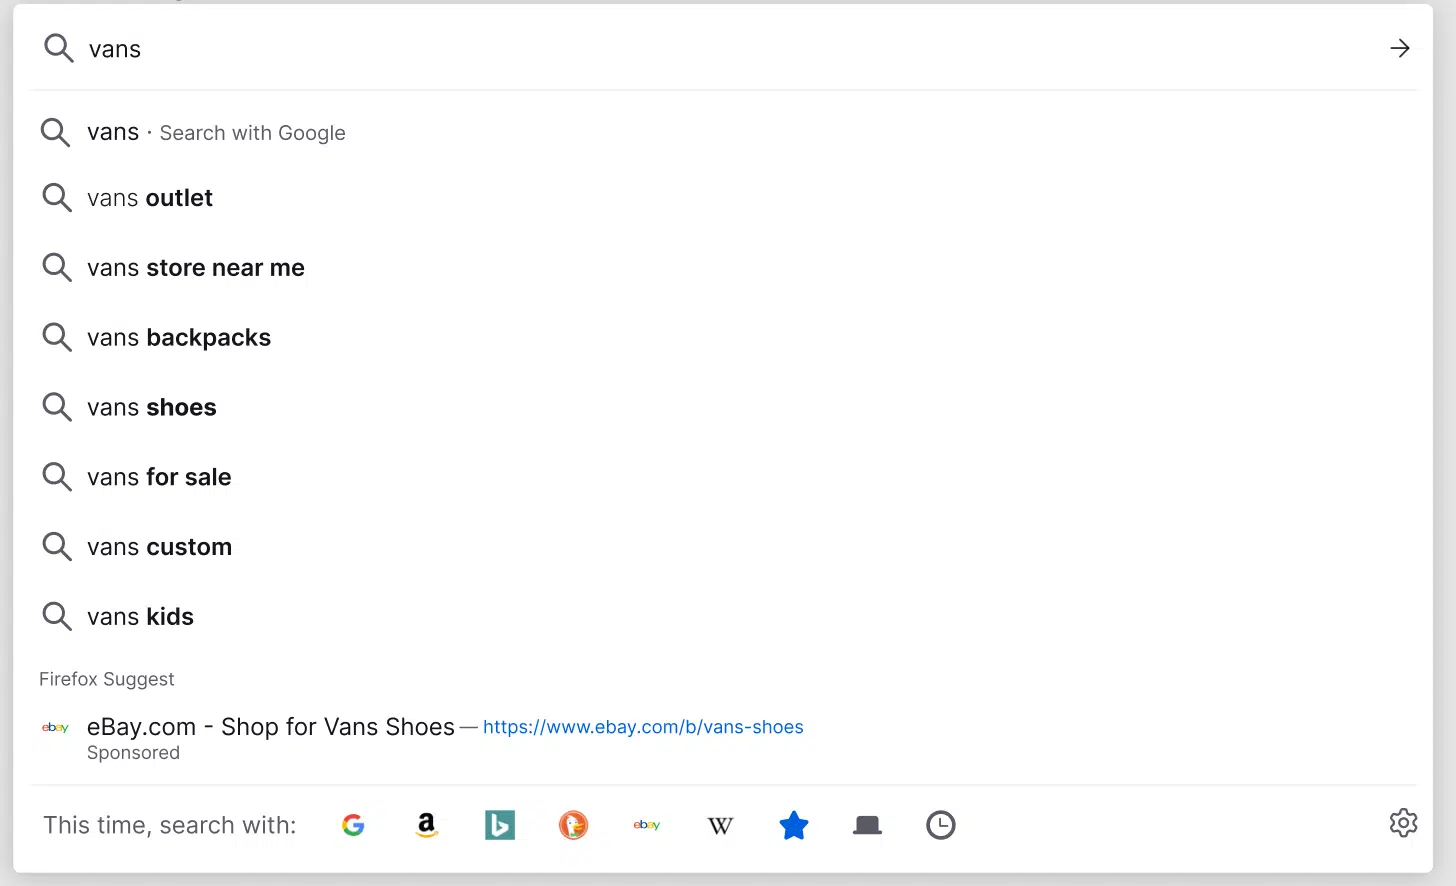 vans
vans · Search with Google
vans outlet
vans store near me
vans backpacks
vans shoes
vans for sale
vans custom
vans kids
Firefox Suggest
ebay eBay.com - Shop for Vans Shoes — https://www.ebay.com/b/vans-shoes
Sponsored
This time, search with: G a b ebay W